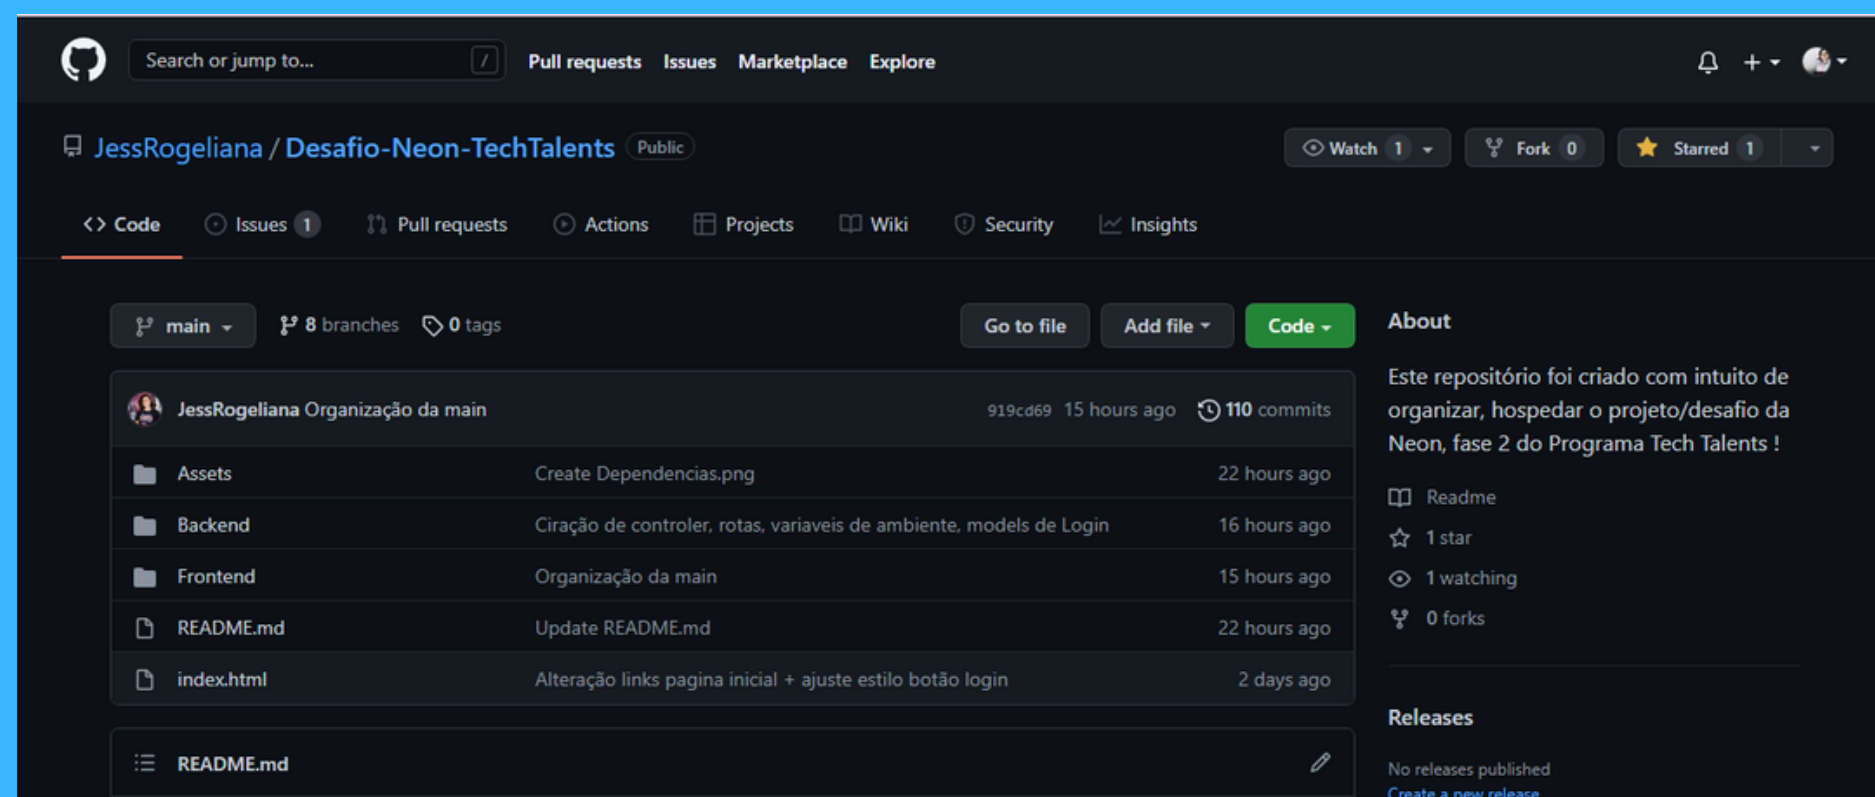 Search or jump to... / Pull requests Issues Marketplace Explore
JessRogeliana / Desafio-Neon-TechTalents Public Watch 1 Fork 0 Starred 1
<> Code Issues 1 Pull requests Actions Projects Wiki Security Insights
main 8 branches 0 tags Go to file Add file Code
JessRogeliana Organização da main 919cd69 15 hours ago 110 commits
Assets Create Dependencias.png 22 hours ago
Backend Ciração de controler, rotas, variaveis de ambiente, models de Login 16 hours ago
Frontend Organização da main 15 hours ago
README.md Update README.md 22 hours ago
index.html Alteração links pagina inicial + ajuste estilo botão login 2 days ago
README.md
About
Este repositório foi criado com intuito de
organizar, hospedar o projeto/desafio da
Neon, fase 2 do Programa Tech Talents !
Readme
1 star
1 watching
0 forks
Releases
No releases published
Create a new release